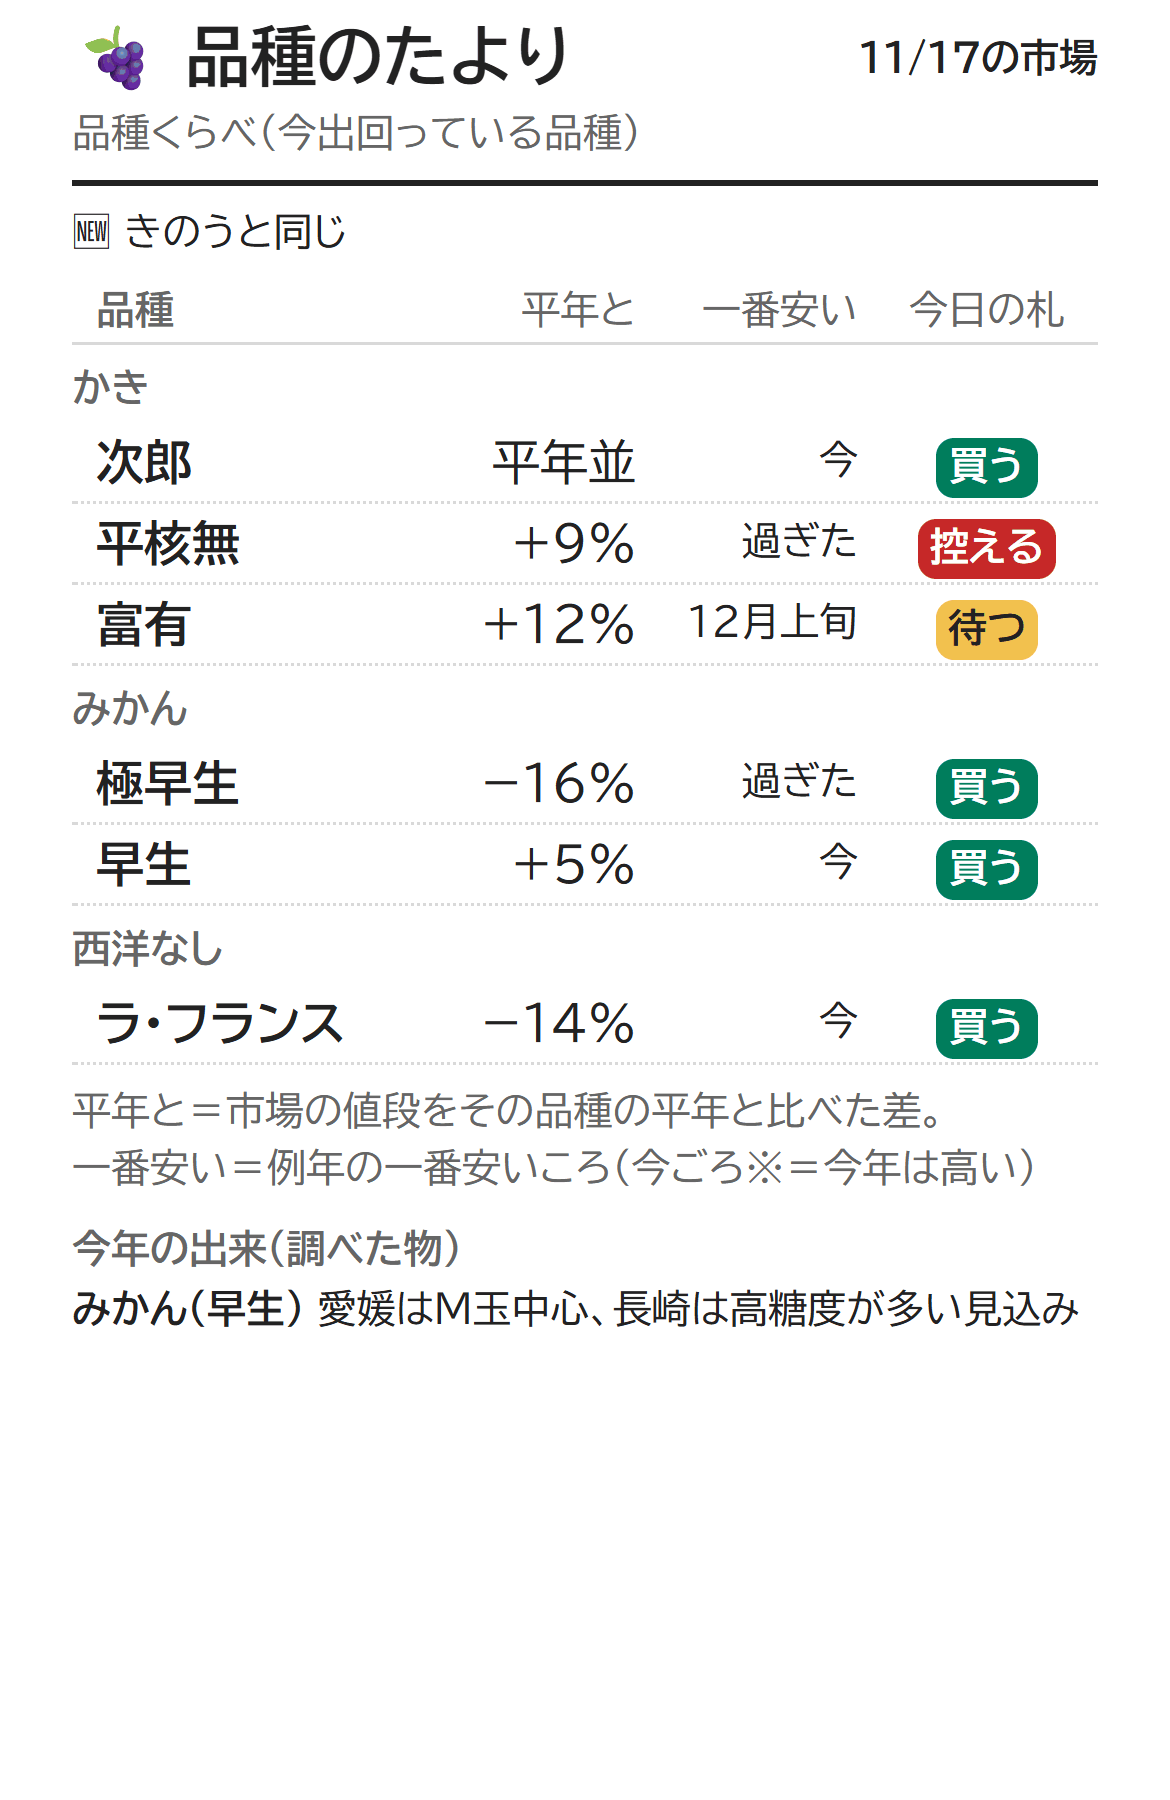 品種のたより 11/17の市場
品種くらべ(今出回っている品種)
NEW きのうと同じ
品種 平年と 一番安い 今日の札
かき
次郎 平年並 今 買う
平核無 +9% 過ぎた 控える
富有 +12% 12月上旬 待つ
みかん
極早生 −16% 過ぎた 買う
早生 +5% 今 買う
西洋なし
ラ・フランス −14% 今 買う
平年と=市場の値段をその品種の平年と比べた差。
一番安い=例年の一番安いころ(今ごろ※=今年は高い)
今年の出来(調べた物)
みかん(早生) 愛媛はM玉中心、長崎は高糖度が多い見込み